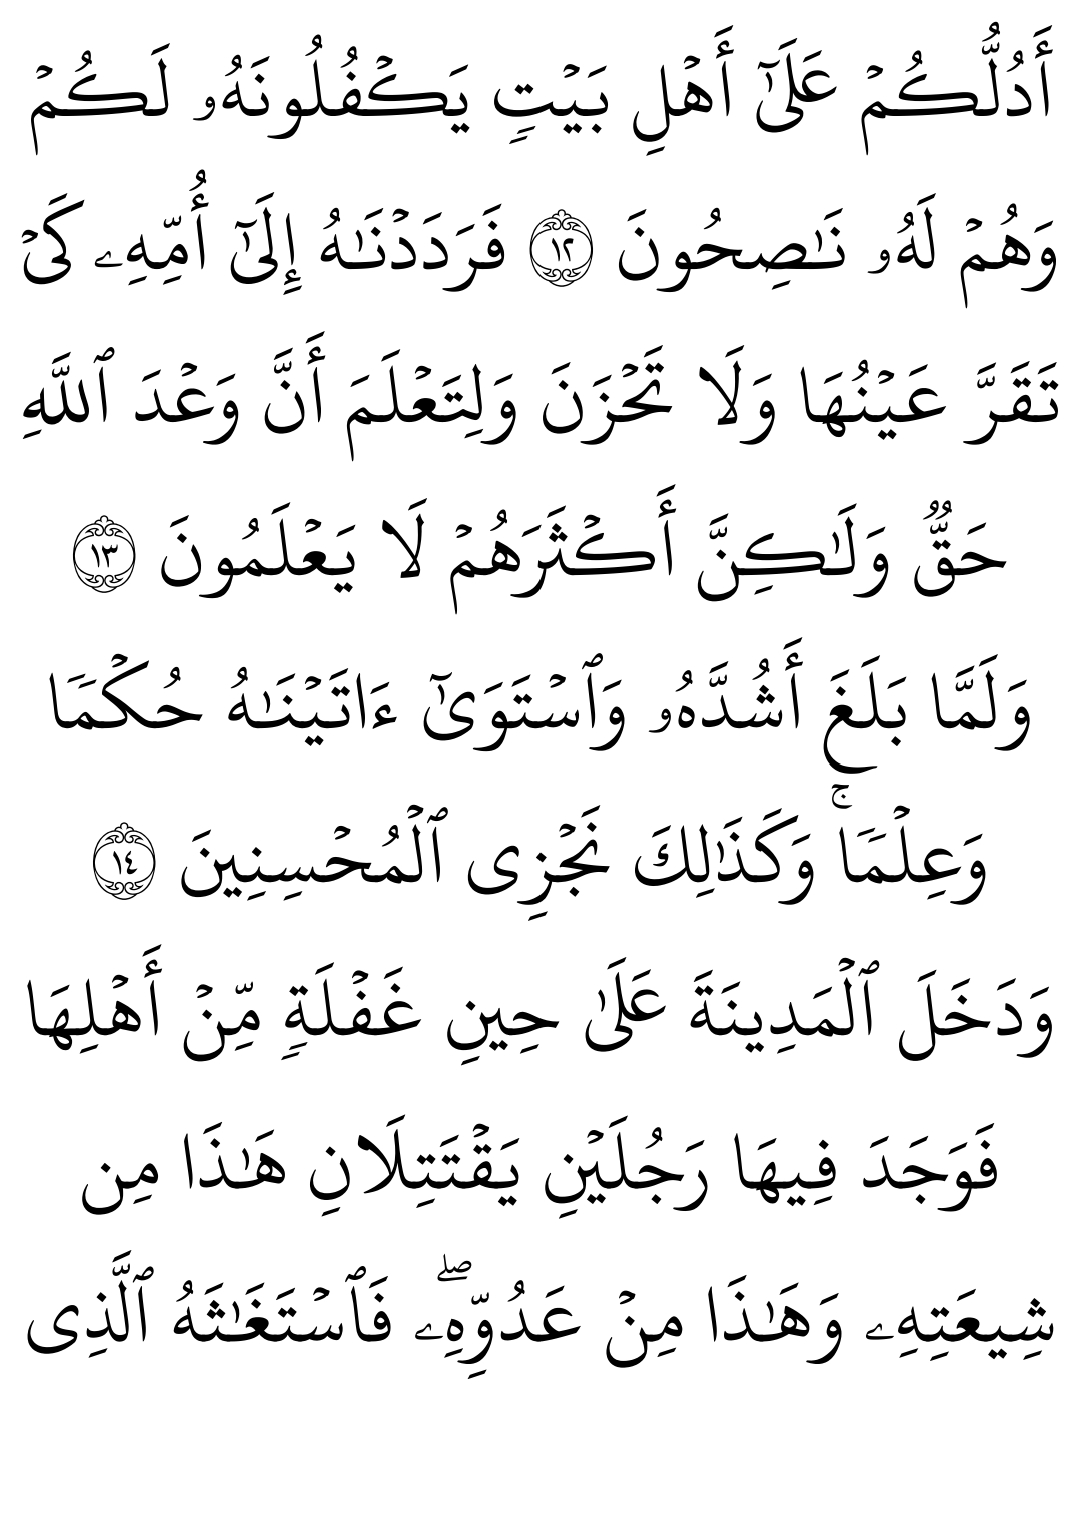 أَدُلُّكُمۡ عَلَىٰٓ أَهۡلِ بَيۡتٖ يَكۡفُلُونَهُۥ لَكُمۡ
وَهُمۡ لَهُۥ نَٰصِحُونَ ١٢ فَرَدَدۡنَٰهُ إِلَىٰٓ أُمِّهِۦ كَيۡ
تَقَرَّ عَيۡنُهَا وَلَا تَحۡزَنَ وَلِتَعۡلَمَ أَنَّ وَعۡدَ ٱللَّهِ
حَقّٞ وَلَٰكِنَّ أَكۡثَرَهُمۡ لَا يَعۡلَمُونَ ١٣
وَلَمَّا بَلَغَ أَشُدَّهُۥ وَٱسۡتَوَىٰٓ ءَاتَيۡنَٰهُ حُكۡمٗا
وَعِلۡمٗاۚ وَكَذَٰلِكَ نَجۡزِي ٱلۡمُحۡسِنِينَ ١٤
وَدَخَلَ ٱلۡمَدِينَةَ عَلَىٰ حِينِ غَفۡلَةٖ مِّنۡ أَهۡلِهَا
فَوَجَدَ فِيهَا رَجُلَيۡنِ يَقۡتَتِلَانِ هَٰذَا مِن
شِيعَتِهِۦ وَهَٰذَا مِنۡ عَدُوِّهِۦۖ فَٱسۡتَغَٰثَهُ ٱلَّذِي